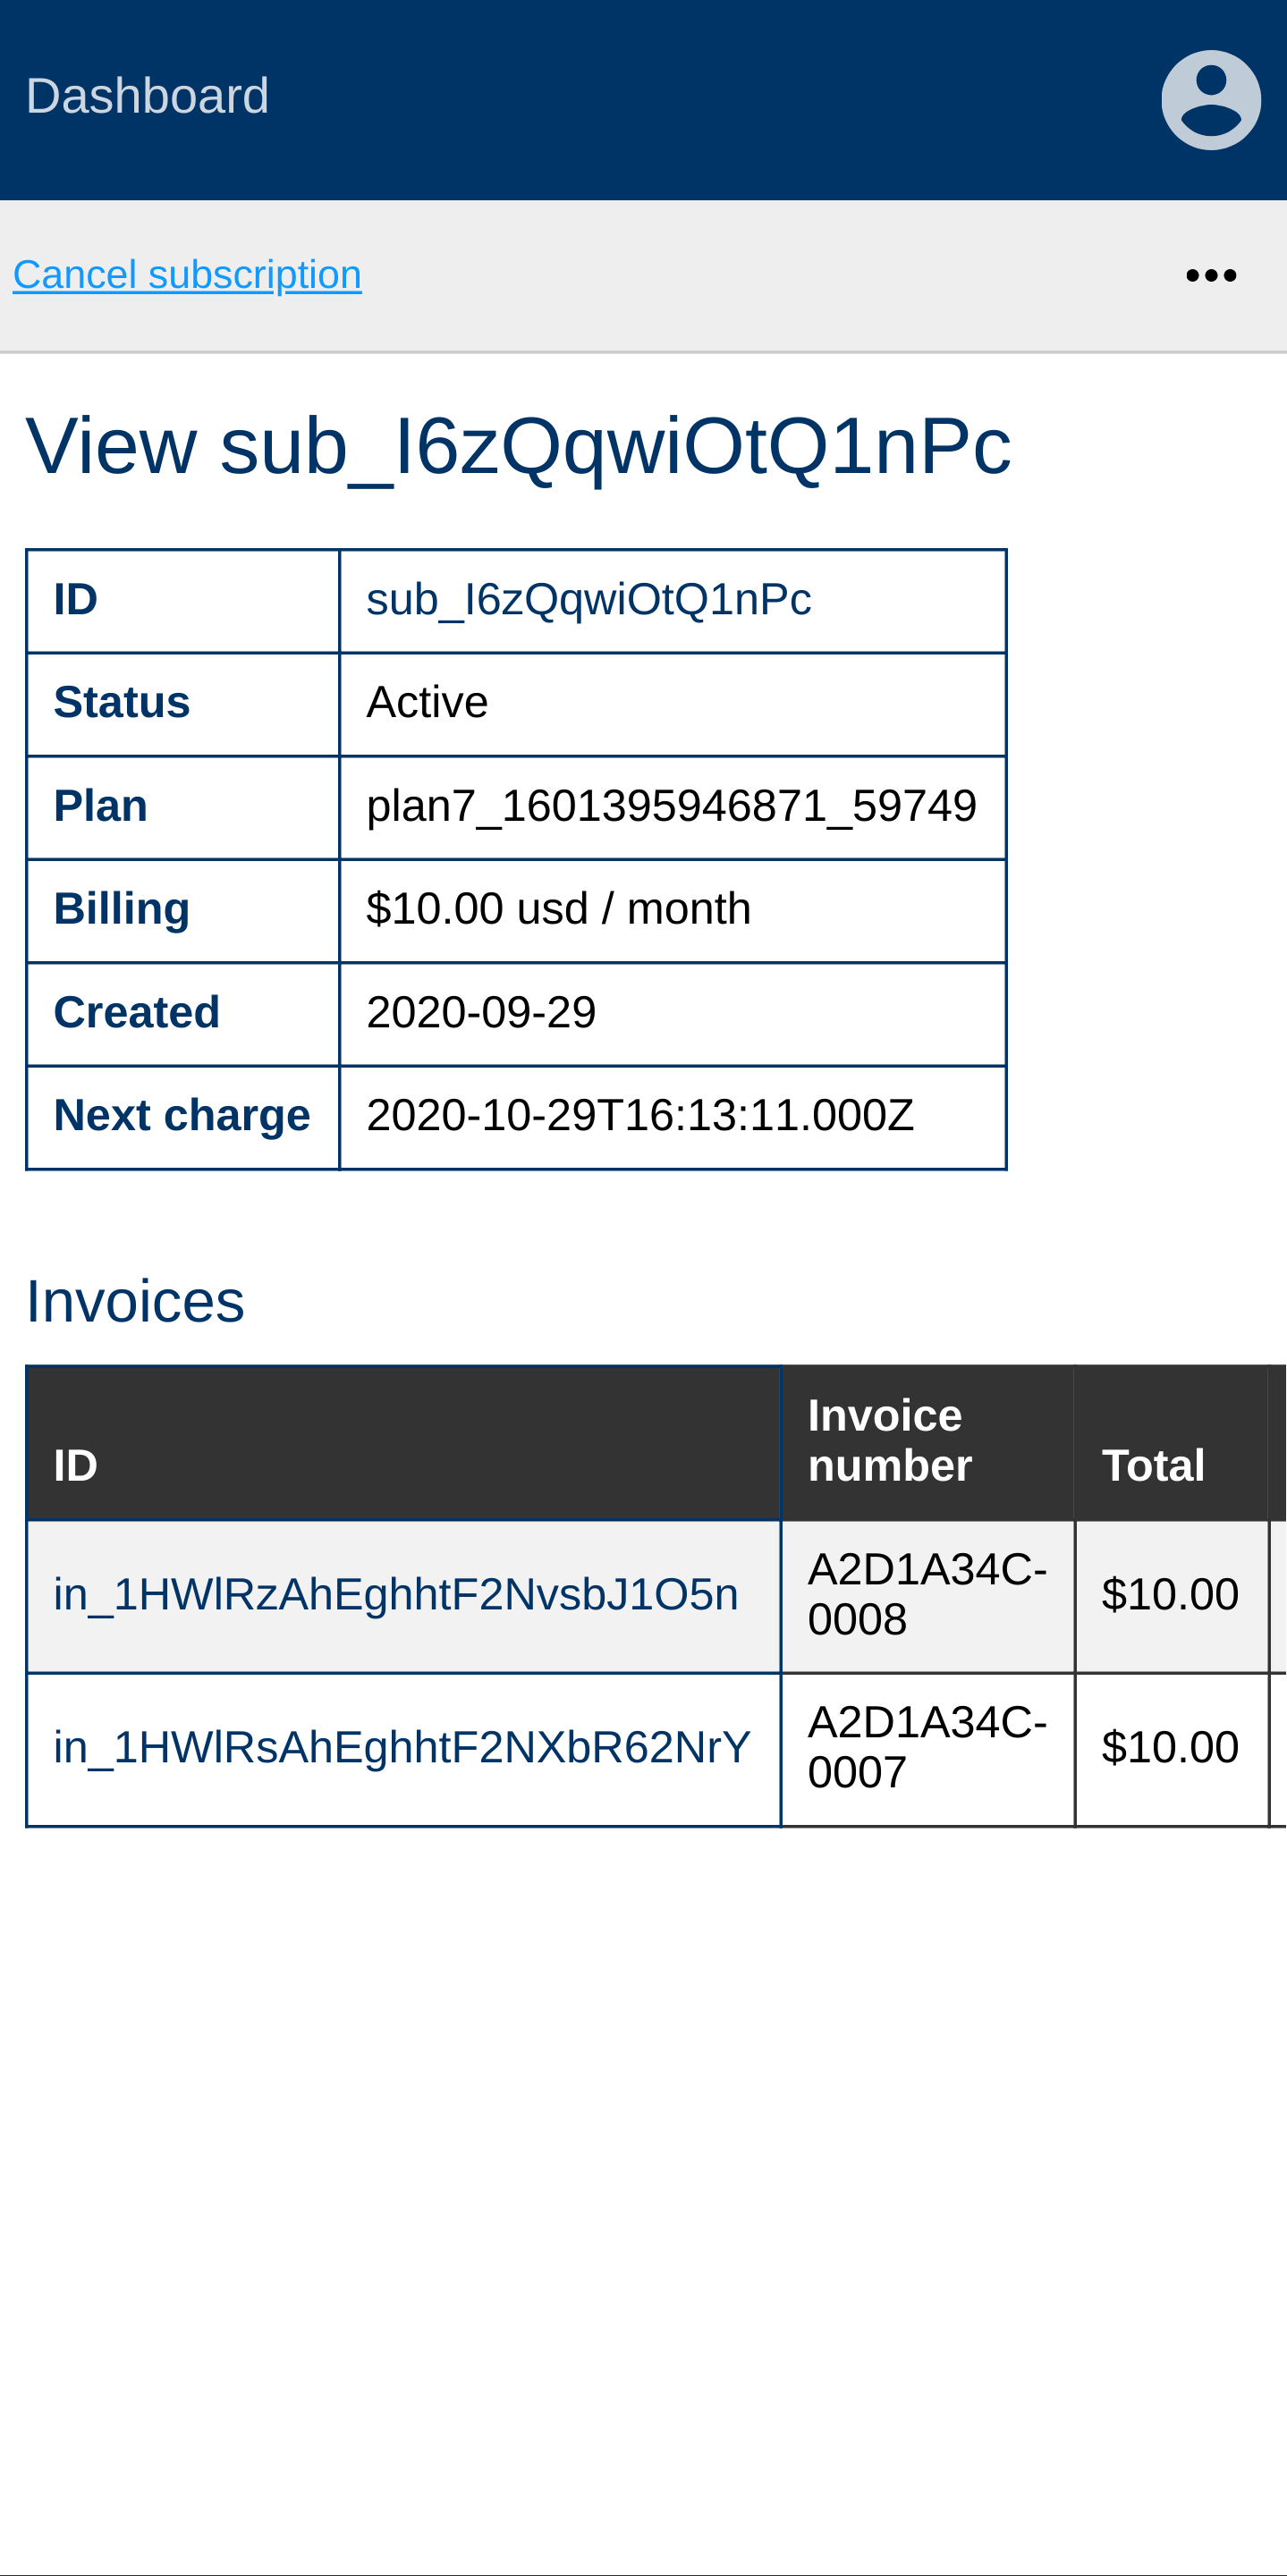 Dashboard
Cancel subscription
View sub_I6zQqwiOtQ1nPc
ID sub_I6zQqwiOtQ1nPc
Status Active
Plan plan7_1601395946871_59749
Billing $10.00 usd / month
Created 2020-09-29
Next charge 2020-10-29T16:13:11.000Z
Invoices
ID Invoice number Total
in_1HWlRzAhEghhtF2NvsbJ1O5n A2D1A34C-0008 $10.00
in_1HWlRsAhEghhtF2NXbR62NrY A2D1A34C-0007 $10.00